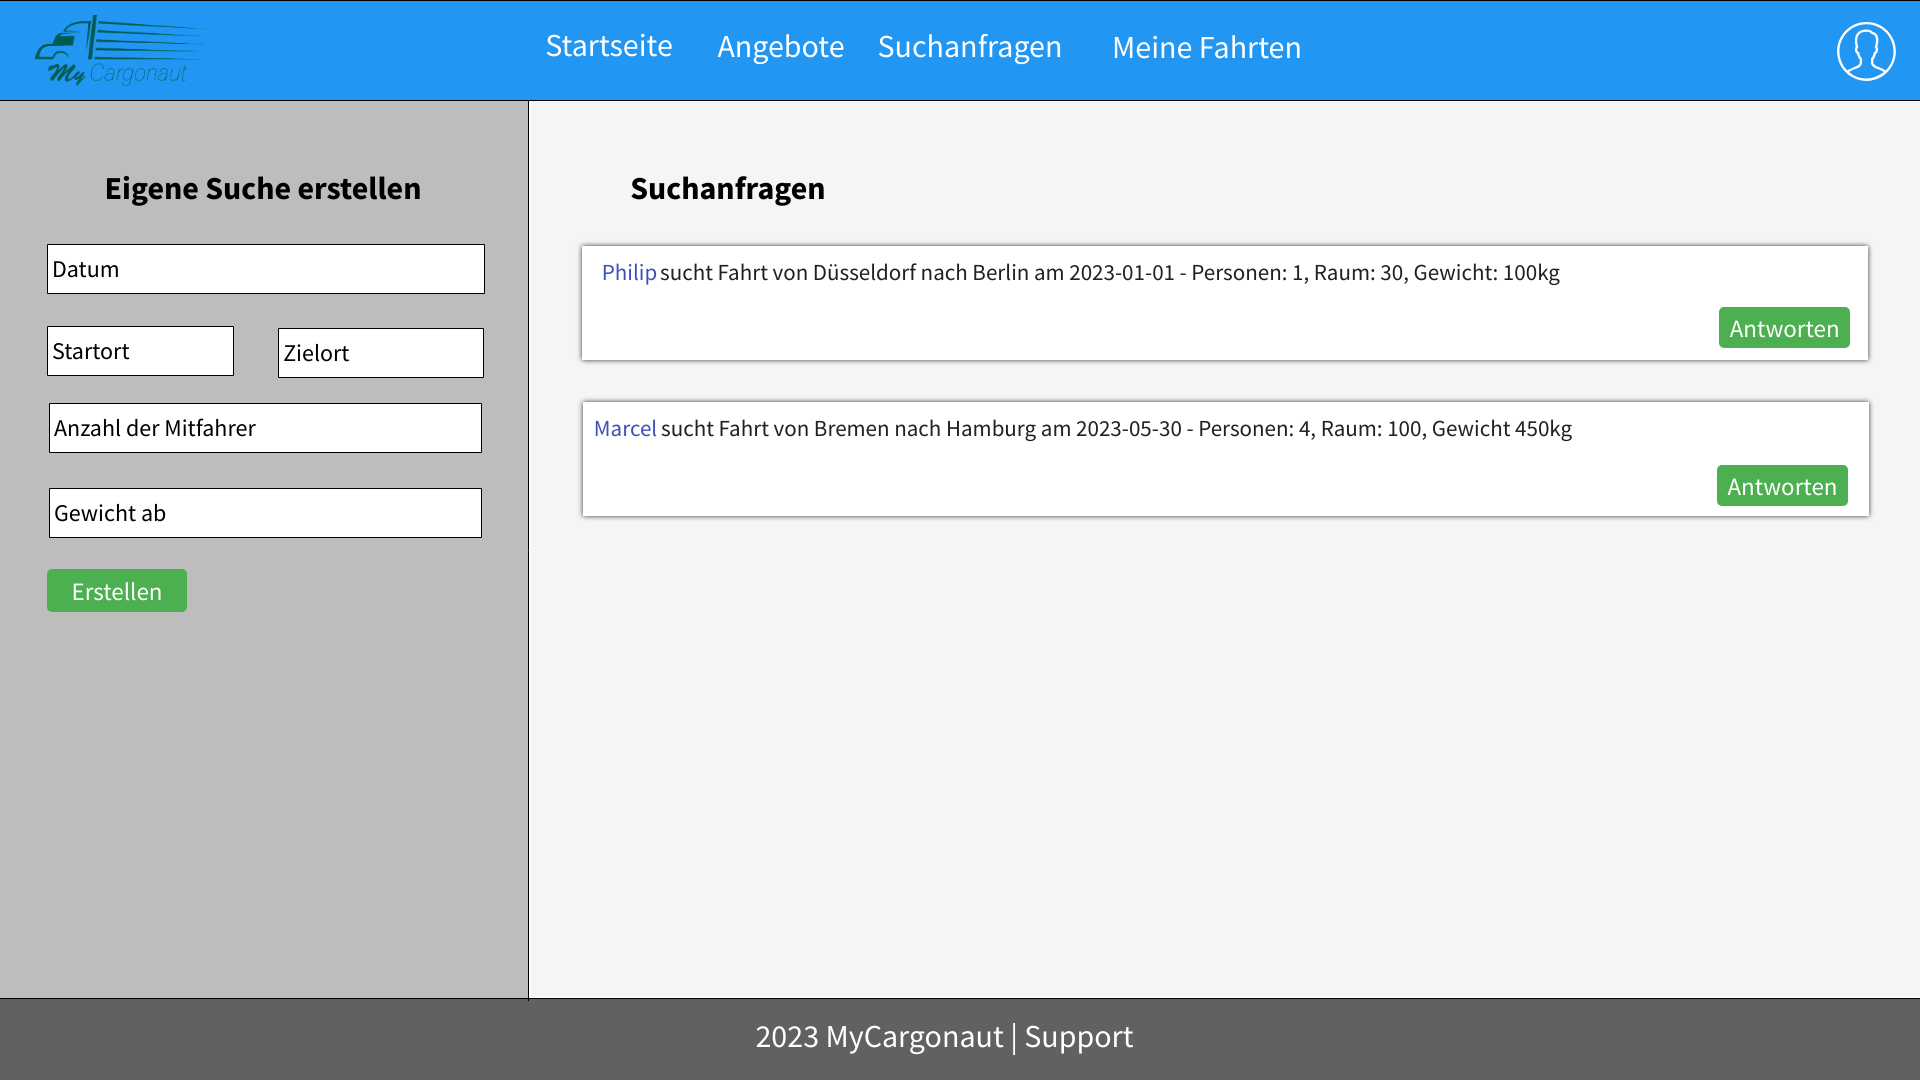 My Cargonaut
Startseite Angebote Suchanfragen Meine Fahrten
Eigene Suche erstellen
Datum
Startort Zielort
Anzahl der Mitfahrer
Gewicht ab
Erstellen
Suchanfragen
Philip sucht Fahrt von Düsseldorf nach Berlin am 2023-01-01 - Personen: 1, Raum: 30, Gewicht: 100kg
Antworten
Marcel sucht Fahrt von Bremen nach Hamburg am 2023-05-30 - Personen: 4, Raum: 100, Gewicht 450kg
Antworten
2023 MyCargonaut | Support